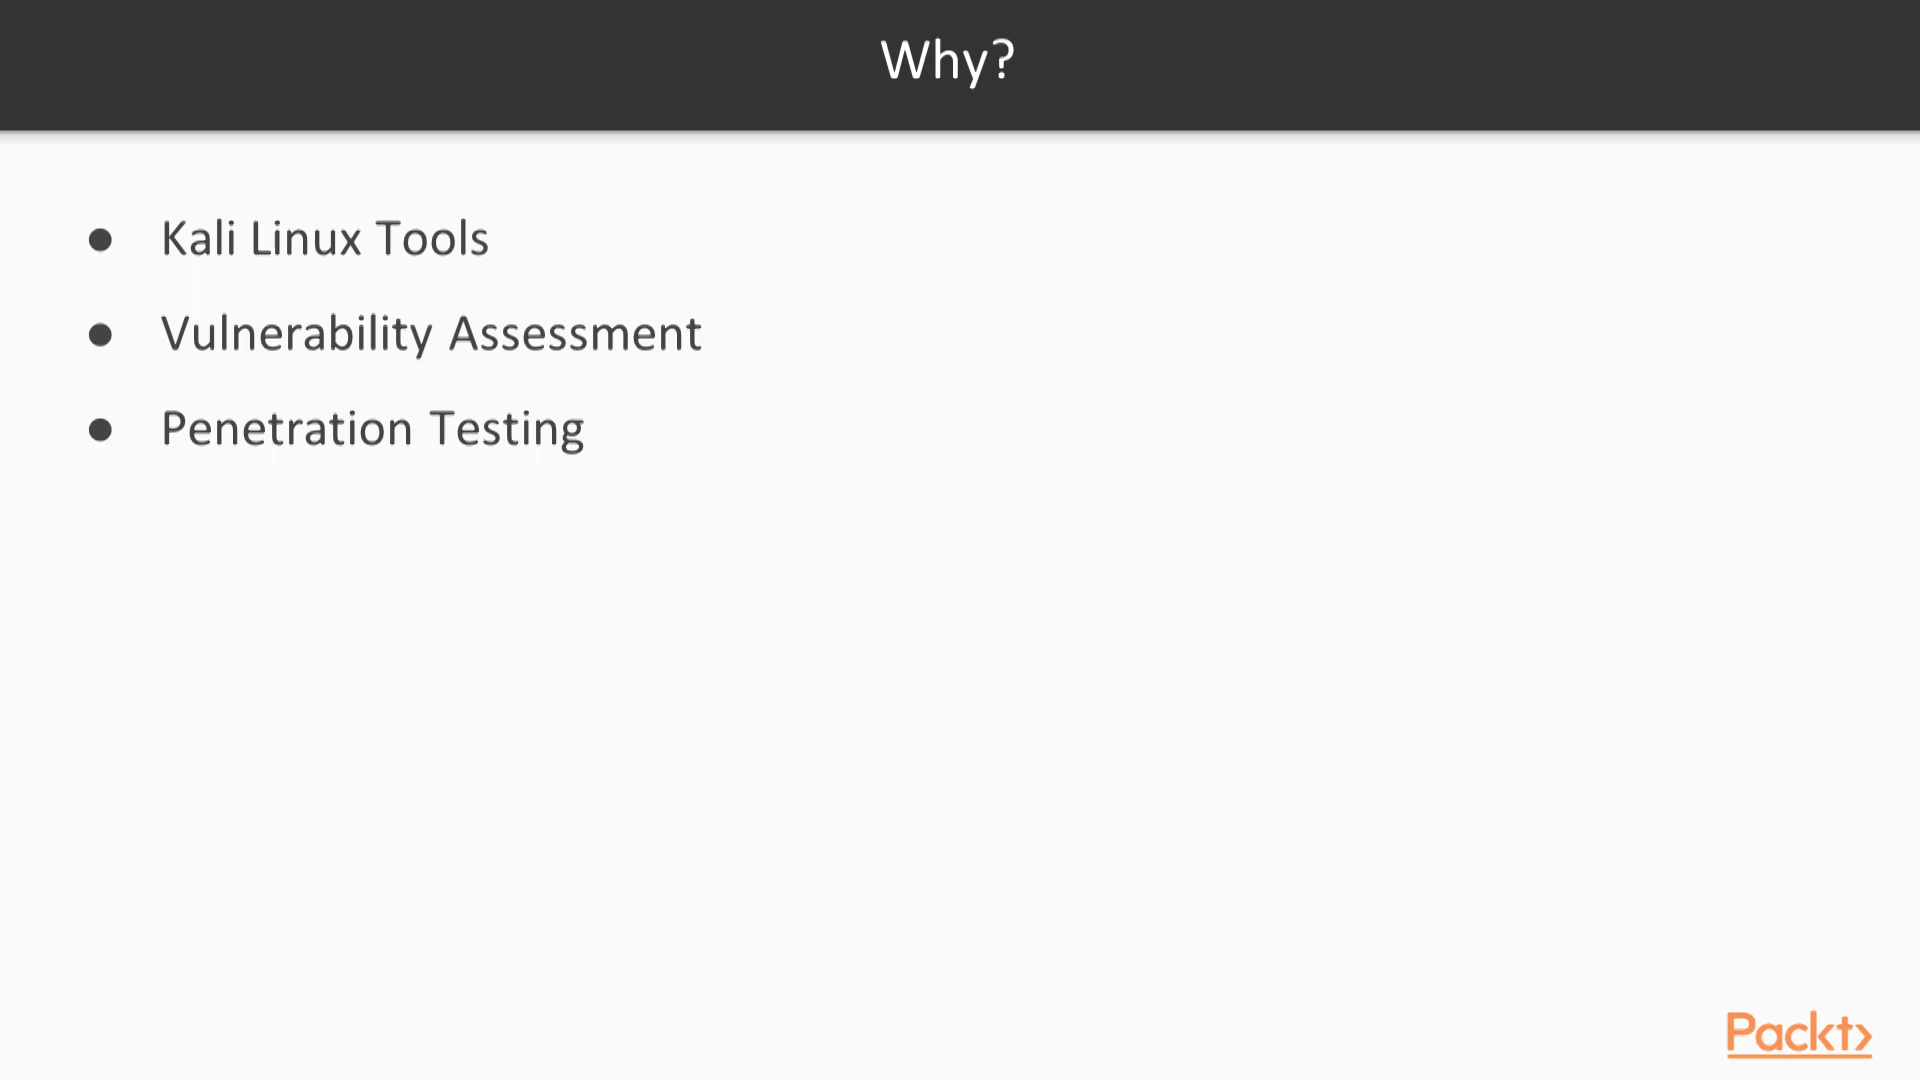 Why?
● Kali Linux Tools
● Vulnerability Assessment
● Penetration Testing
Packt>